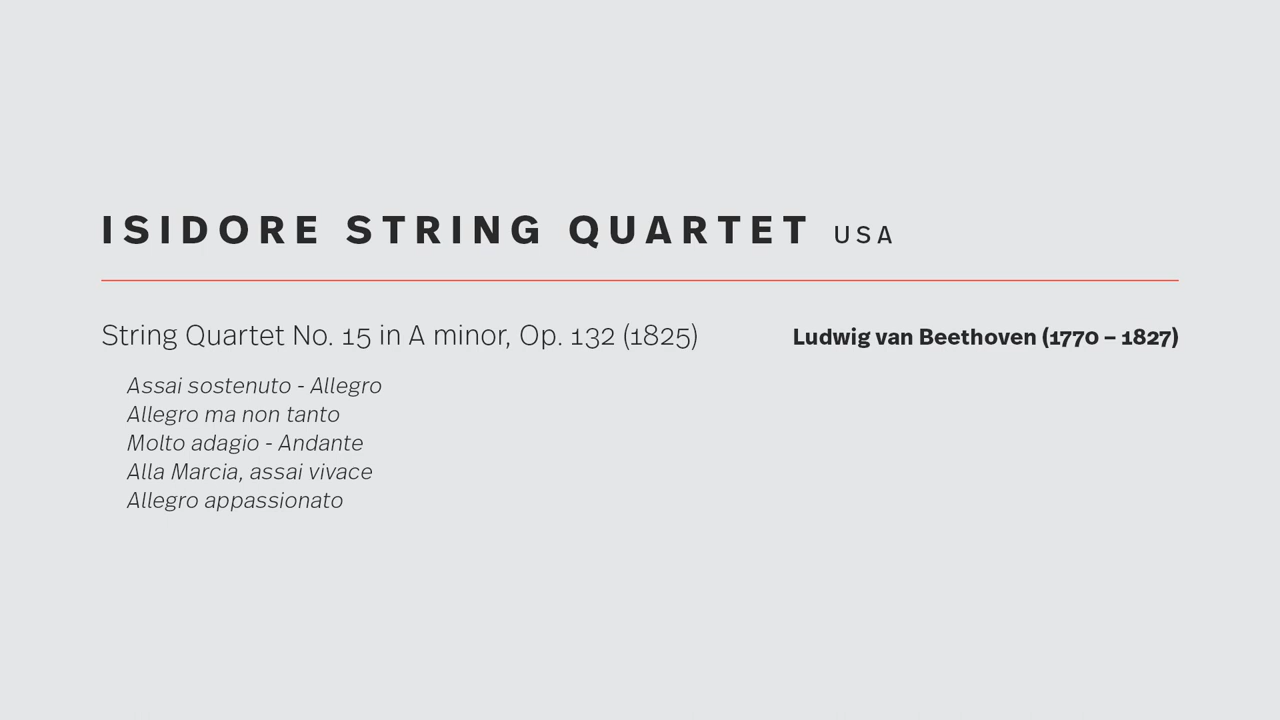 ISIDORE STRING QUARTET USA
String Quartet No. 15 in A minor, Op. 132 (1825) Ludwig van Beethoven (1770 – 1827)
Assai sostenuto - Allegro
Allegro ma non tanto
Molto adagio - Andante
Alla Marcia, assai vivace
Allegro appassionato